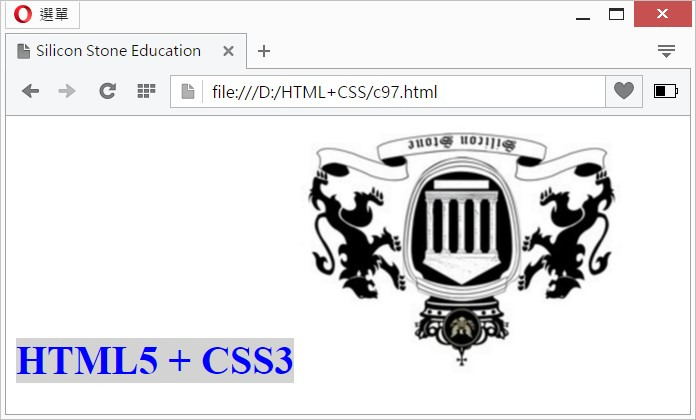 選單
Silicon Stone Education
file:///D:/HTML+CSS/c97.html
Silicon Stone
HTML5 + CSS3